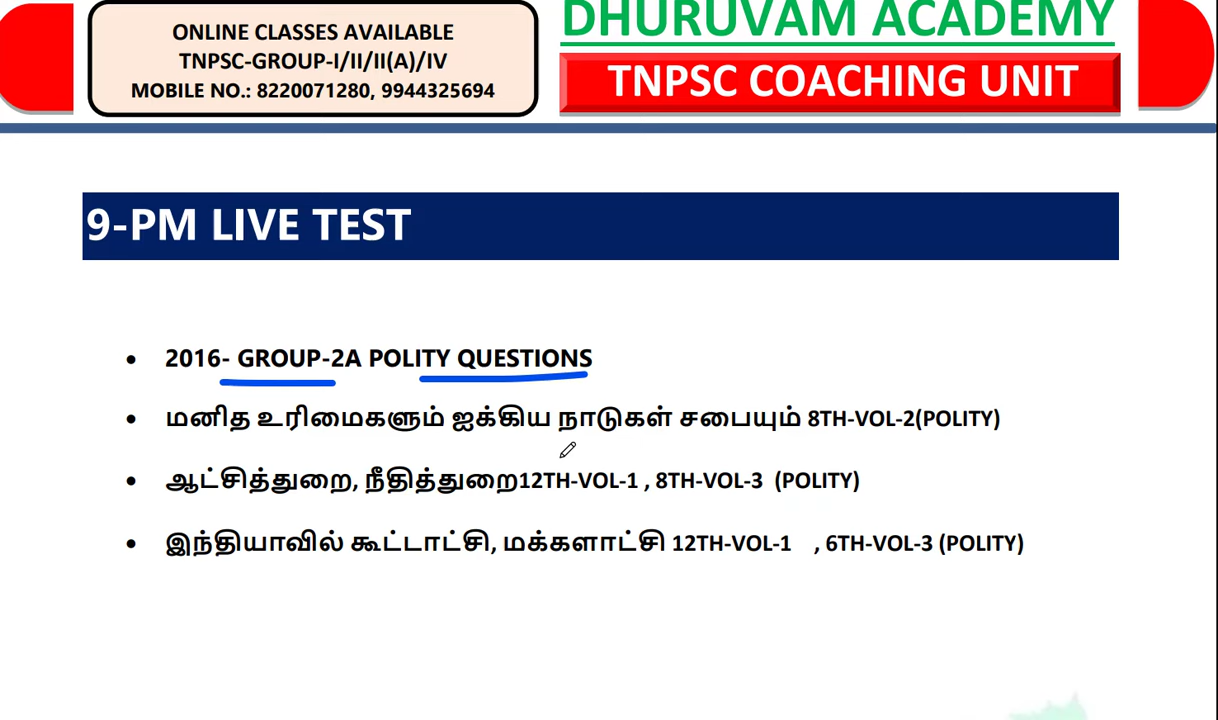 ONLINE CLASSES AVAILABLE
TNPSC-GROUP-I/II/II(A)/IV
MOBILE NO.: 8220071280, 9944325694
DHURUVAM ACADEMY
TNPSC COACHING UNIT
9-PM LIVE TEST
• 2016- GROUP-2A POLITY QUESTIONS
• மனித உரிமைகளும் ஐக்கிய நாடுகள் சபையும் 8TH-VOL-2(POLITY)
• ஆட்சித்துறை, நீதித்துறை12TH-VOL-1 , 8TH-VOL-3 (POLITY)
• இந்தியாவில் கூட்டாட்சி, மக்களாட்சி 12TH-VOL-1 , 6TH-VOL-3 (POLITY)